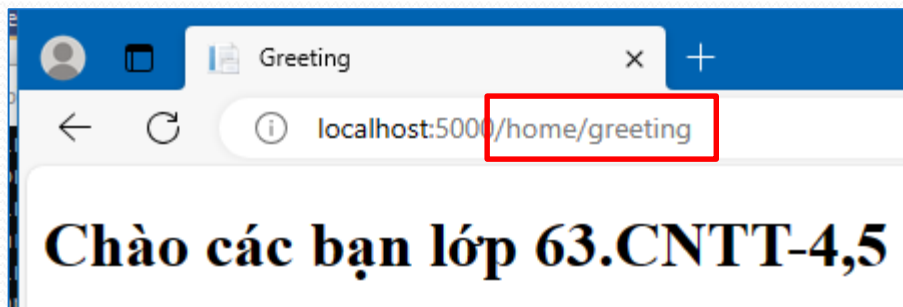 Greeting
localhost:5000/home/greeting
Chào các bạn lớp 63.CNTT-4,5